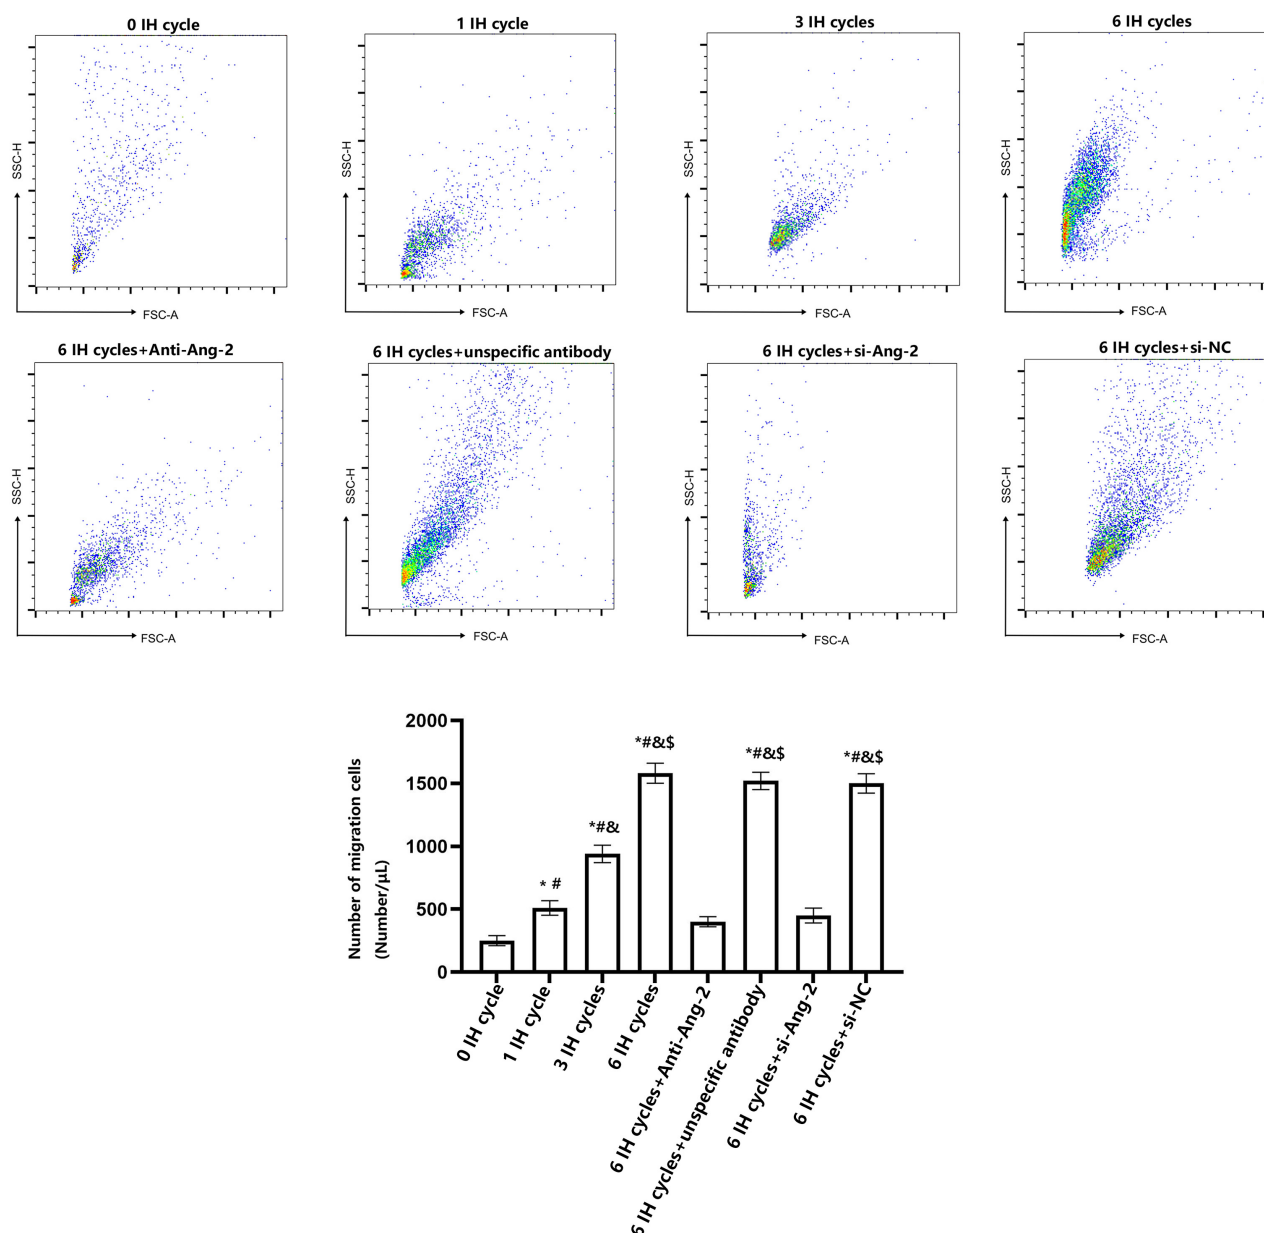 0 IH cycle
1 IH cycle
3 IH cycles
6 IH cycles
SSC-H
SSC-H
SSC-H
SSC-H
FSC-A
FSC-A
FSC-A
FSC-A
6 IH cycles+Anti-Ang-2
6 IH cycles+unspecific antibody
6 IH cycles+si-Ang-2
6 IH cycles+si-NC
SSC-H
SSC-H
SSC-H
SSC-H
FSC-A
FSC-A
FSC-A
FSC-A
Number of migration cells
(Number/μL)
2000
1500
1000
500
0
* #
*#&
*#&$
*#&$
*#&$
0 IH cycle
1 IH cycle
3 IH cycles
6 IH cycles
6 IH cycles+Anti-Ang-2
6 IH cycles+unspecific antibody
6 IH cycles+si-Ang-2
6 IH cycles+si-NC